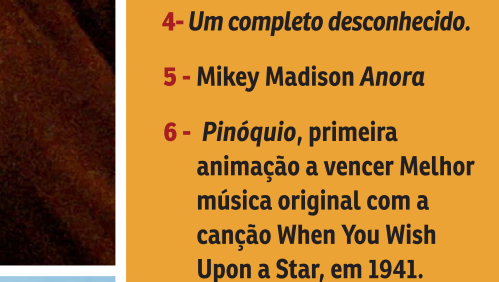 4- Um completo desconhecido.
5 - Mikey Madison Anora
6 - Pinóquio, primeira
animação a vencer Melhor
música original com a
canção When You Wish
Upon a Star, em 1941.